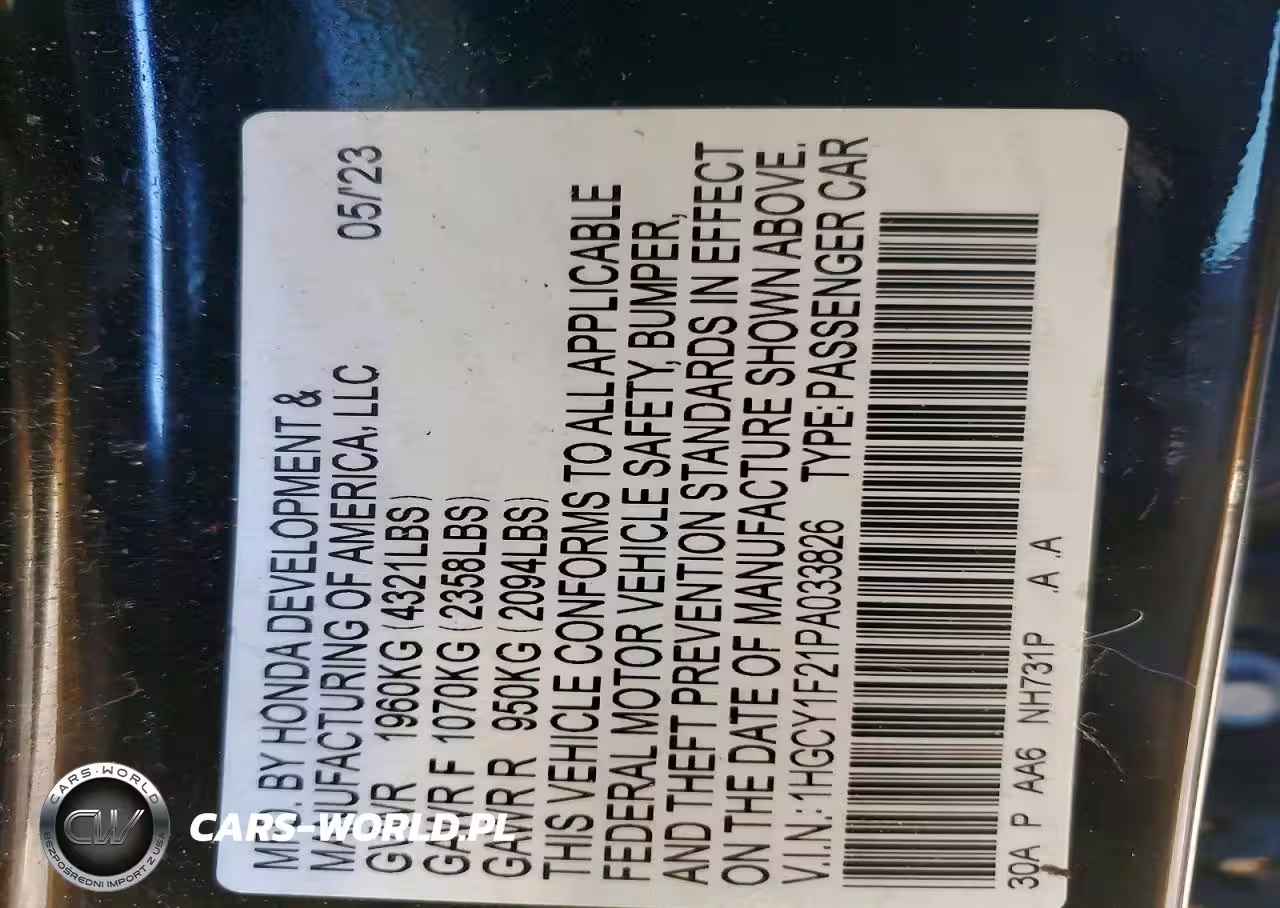 MFD. BY HONDA DEVELOPMENT &
MANUFACTURING OF AMERICA, LLC 05/'23
GVWR 1960KG (4321LBS)
GAWR F 1070KG (2358LBS)
GAWR R 950KG (2094LBS)
THIS VEHICLE CONFORMS TO ALL APPLICABLE
FEDERAL MOTOR VEHICLE SAFETY, BUMPER,
AND THEFT PREVENTION STANDARDS IN EFFECT
ON THE DATE OF MANUFACTURE SHOWN ABOVE.
V.I.N.: 1HGCY1F21PA033826 TYPE: PASSENGER CAR
30A P AA6 NH731P .A .A
CARS-WORLD
CW
BEZPOŚREDNI IMPORT Z USA
CARS-WORLD.PL